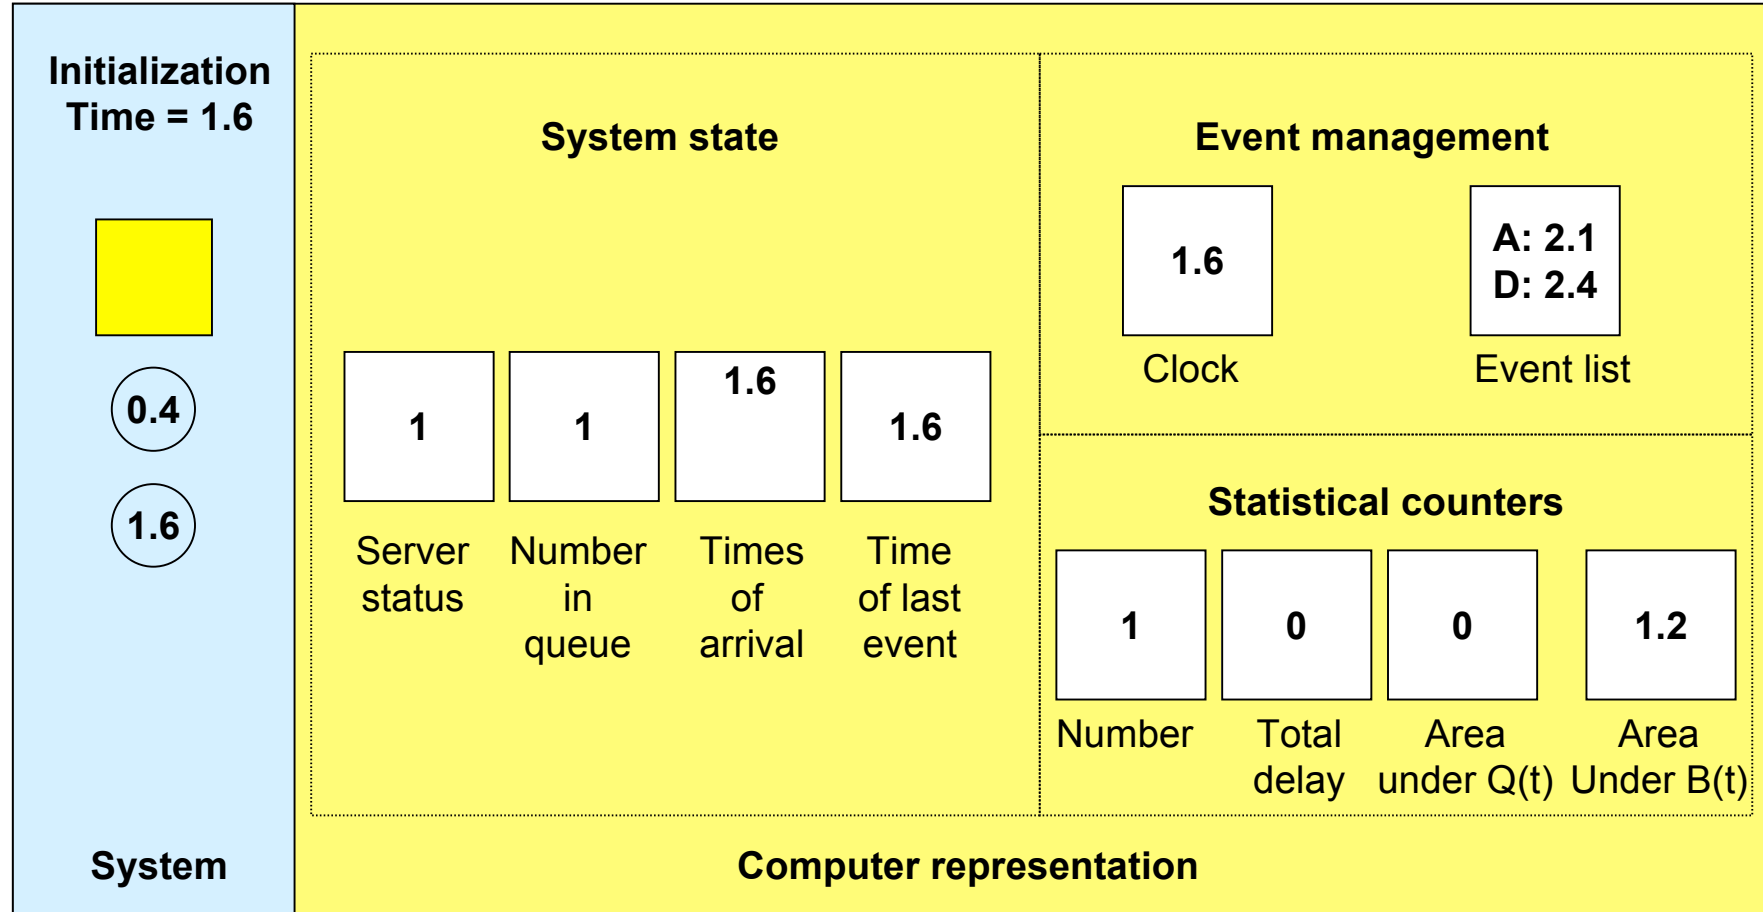 Initialization
Time = 1.6
0.4
1.6
System
System state
1
1
1.6
1.6
Server
status
Number
in
queue
Times
of
arrival
Time
of last
event
Event management
1.6
Clock
A: 2.1
D: 2.4
Event list
Statistical counters
1
0
0
1.2
Number
Total
delay
Area
under Q(t)
Area
Under B(t)
Computer representation